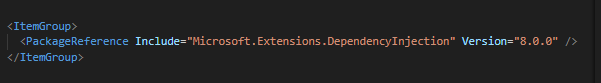 <ItemGroup>
<PackageReference Include="Microsoft.Extensions.DependencyInjection" Version="8.0.0" />
</ItemGroup>